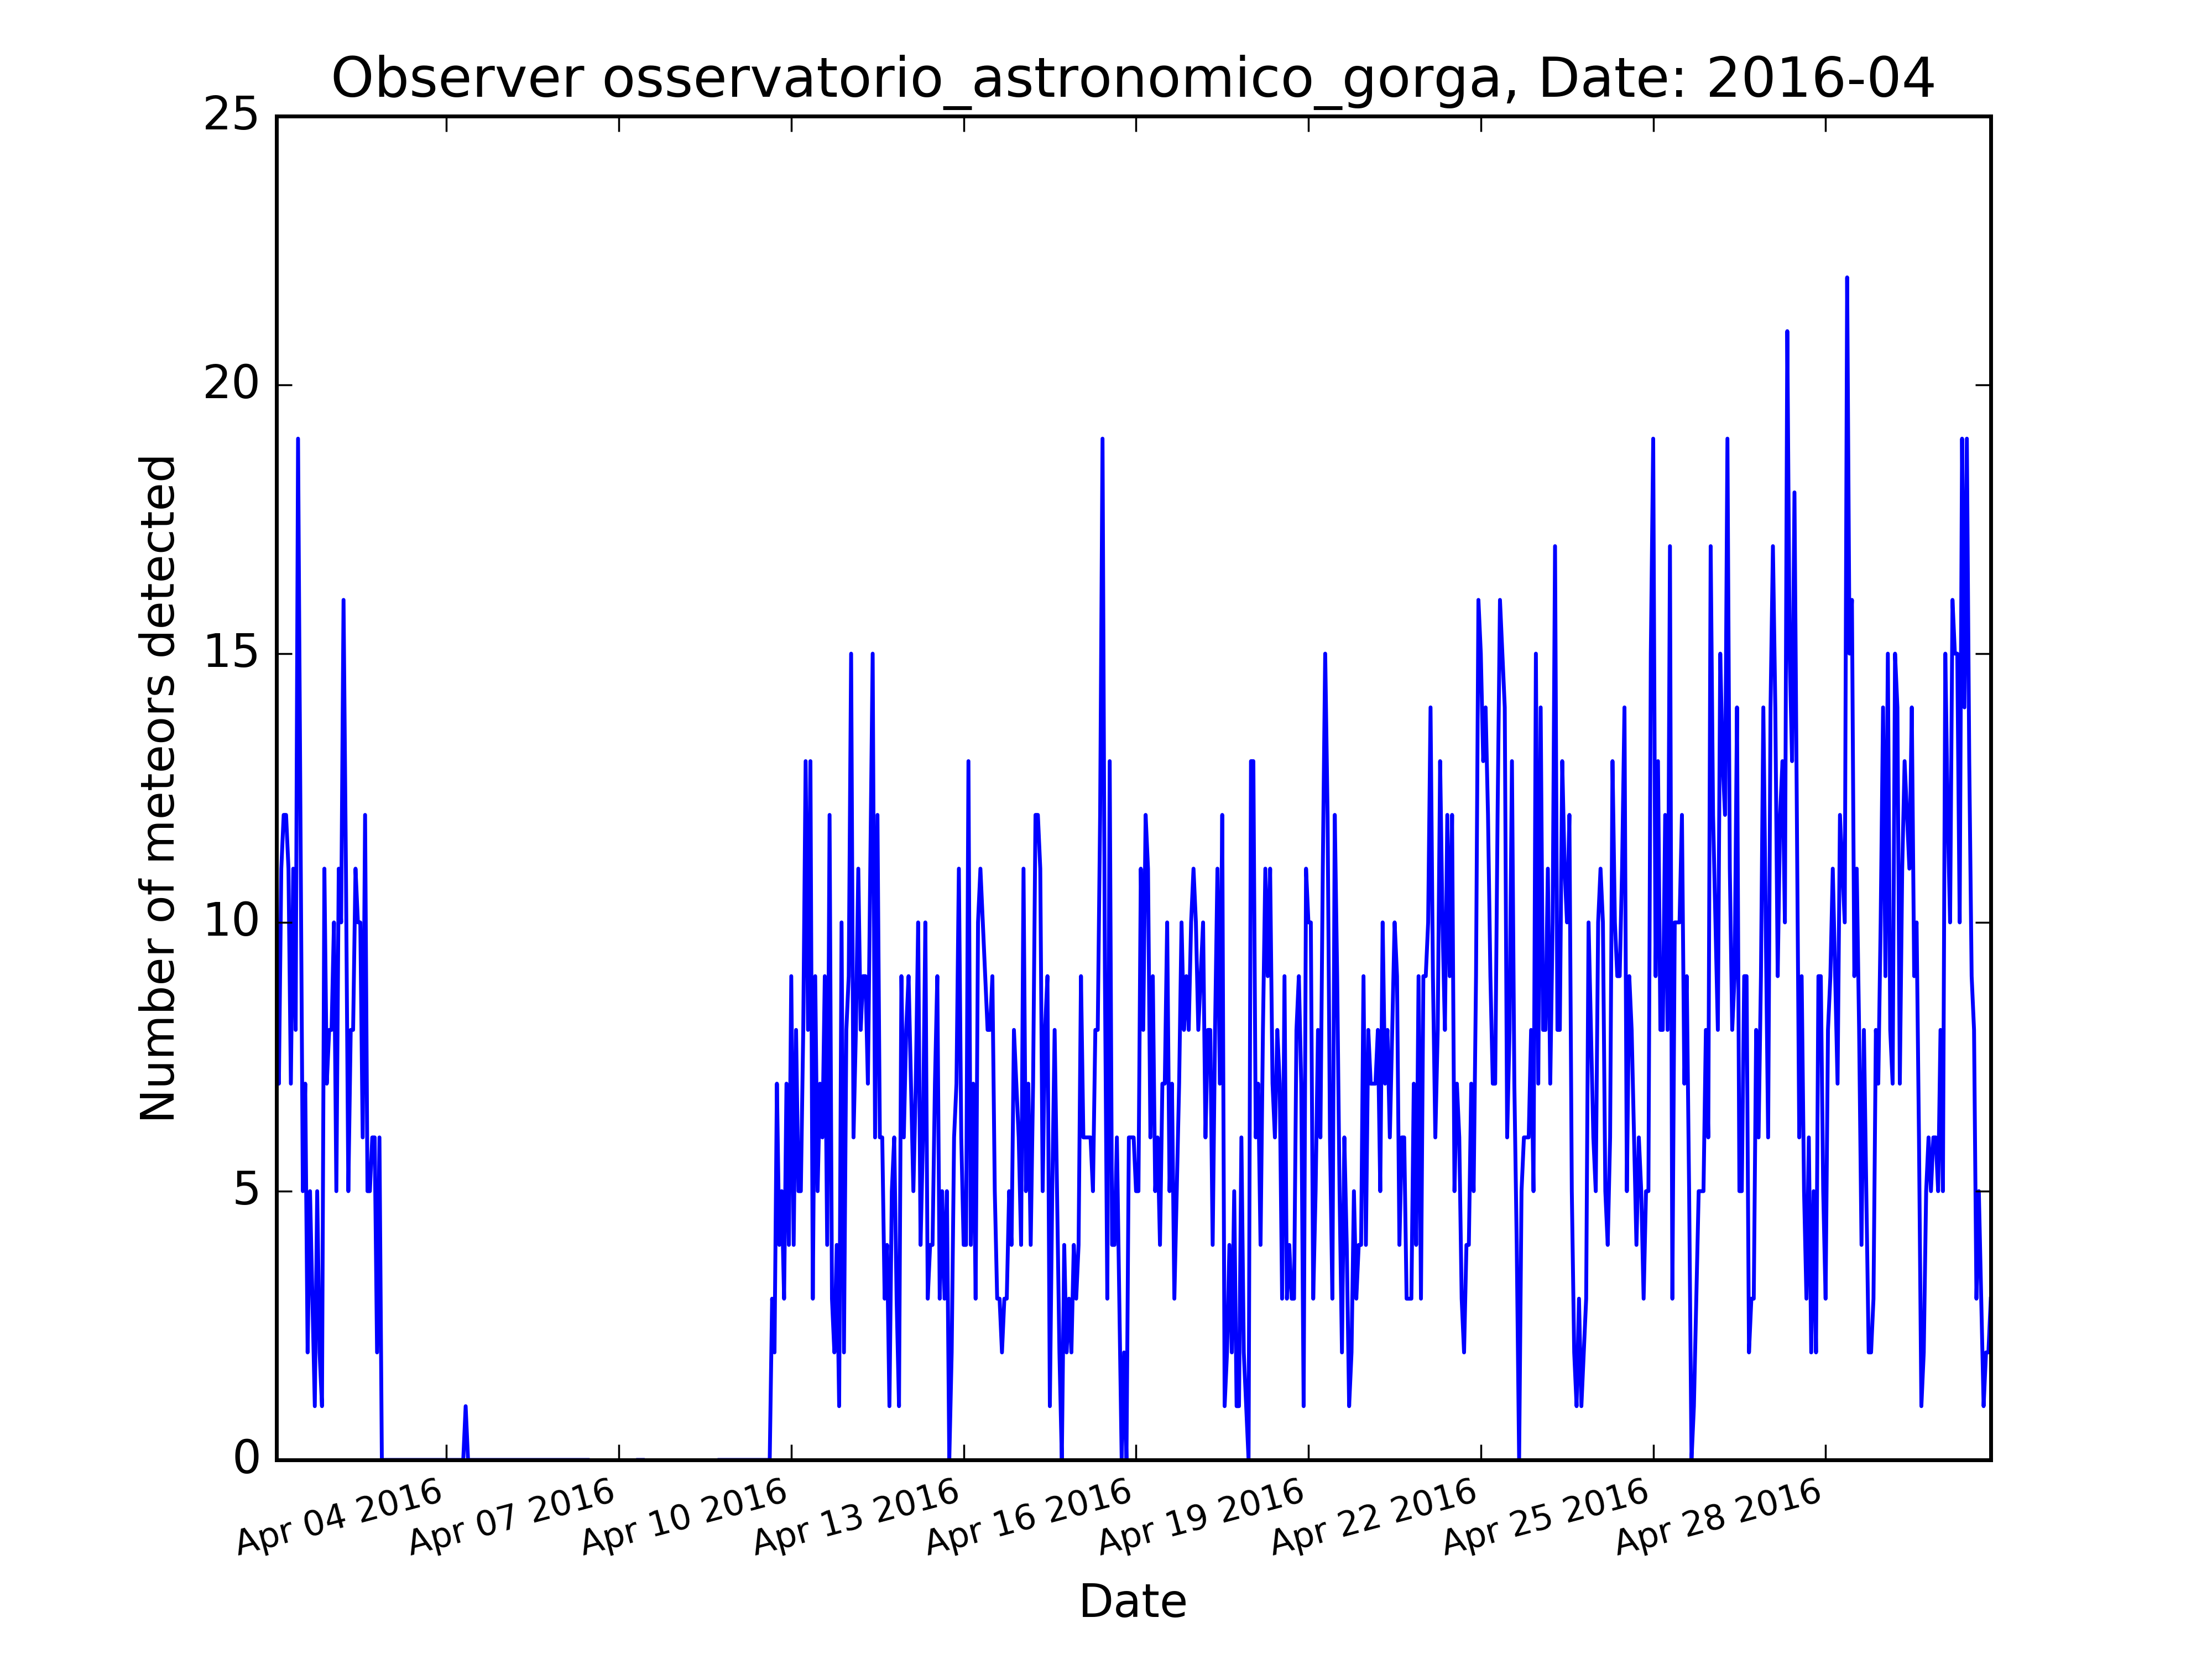 Observer osservatorio_astronomico_gorga, Date: 2016-04
25
20
15
10
5
0
Number of meteors detected
Apr 04 2016
Apr 07 2016
Apr 10 2016
Apr 13 2016
Apr 16 2016
Apr 19 2016
Apr 22 2016
Apr 25 2016
Apr 28 2016
Date